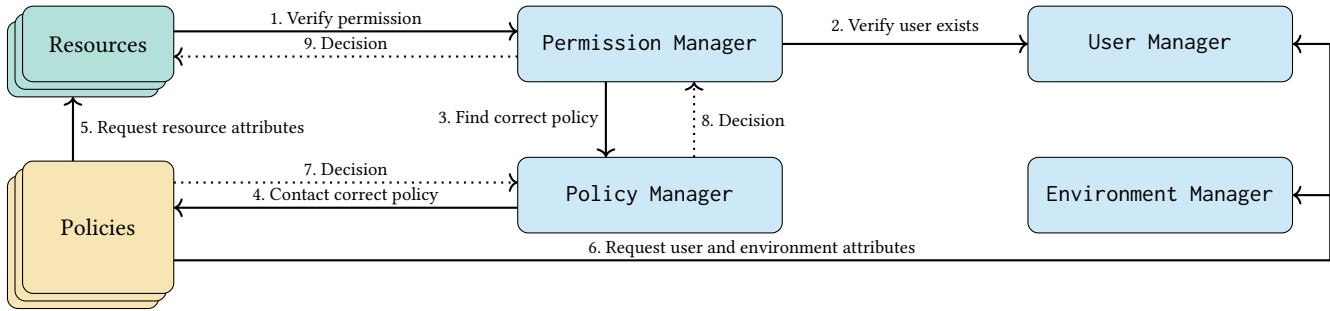 1. Verify permission
2. Verify user exists
Resources
9. Decision
Permission Manager
User Manager
3. Find correct policy
8. Decision
5. Request resource attributes
7. Decision
4. Contact correct policy
Policy Manager
Environment Manager
Policies
6. Request user and environment attributes